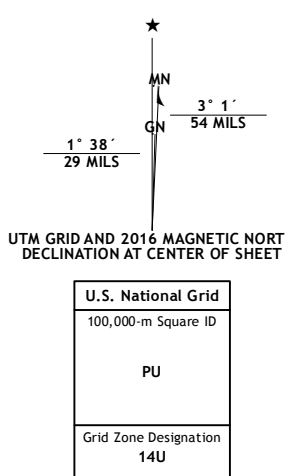 MN
3° 1´
54 MILS
GN
1° 38´
29 MILS
UTM GRID AND 2016 MAGNETIC NORT
DECLINATION AT CENTER OF SHEET
U.S. National Grid
100,000-m Square ID
PU
Grid Zone Designation
14U